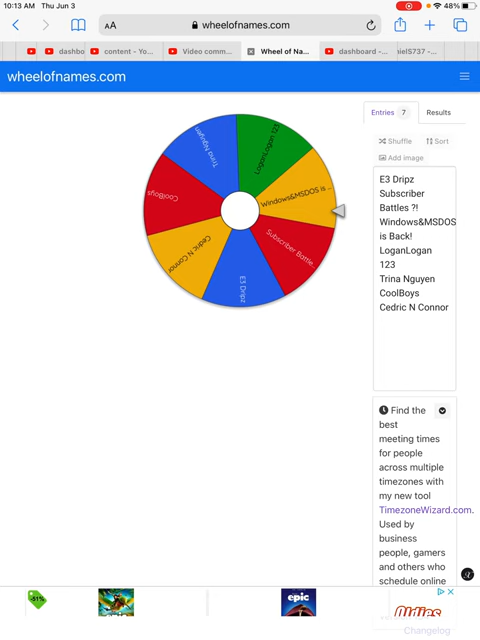 10:13 AM Thu Jun 3
48%
AA
wheelofnames.com
dashbo
content - Yo...
Video comm...
Wheel of Na...
dashboard -...
nielS737 -...
wheelofnames.com
Entries 7
Results
Shuffle
Sort
Add image
E3 Dripz
Subscriber
Battles ?!
Windows&MSDOS
is Back!
LoganLogan
123
Trina Nguyen
CoolBoys
Cedric N Connor
Trina Nguyen
LoganLogan 123
Windows&MSDOS is ...
Subscriber Battle...
E3 Dripz
Cedric N Connor
CoolBoys
Find the
best
meeting times
for people
across multiple
timezones with
my new tool
TimezoneWizard.com.
Used by
business
people, gamers
and others who
schedule online
-51%
epic
Oldies
Changelog